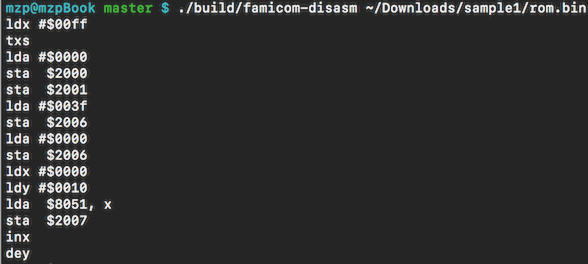 mzp@mzpBook master $ ./build/famicom-disasm ~/Downloads/sample1/rom.bin
ldx #$00ff
txs
lda #$0000
sta  $2000
sta  $2001
lda #$003f
sta  $2006
lda #$0000
sta  $2006
ldx #$0000
ldy #$0010
lda  $8051, x
sta  $2007
inx
dey